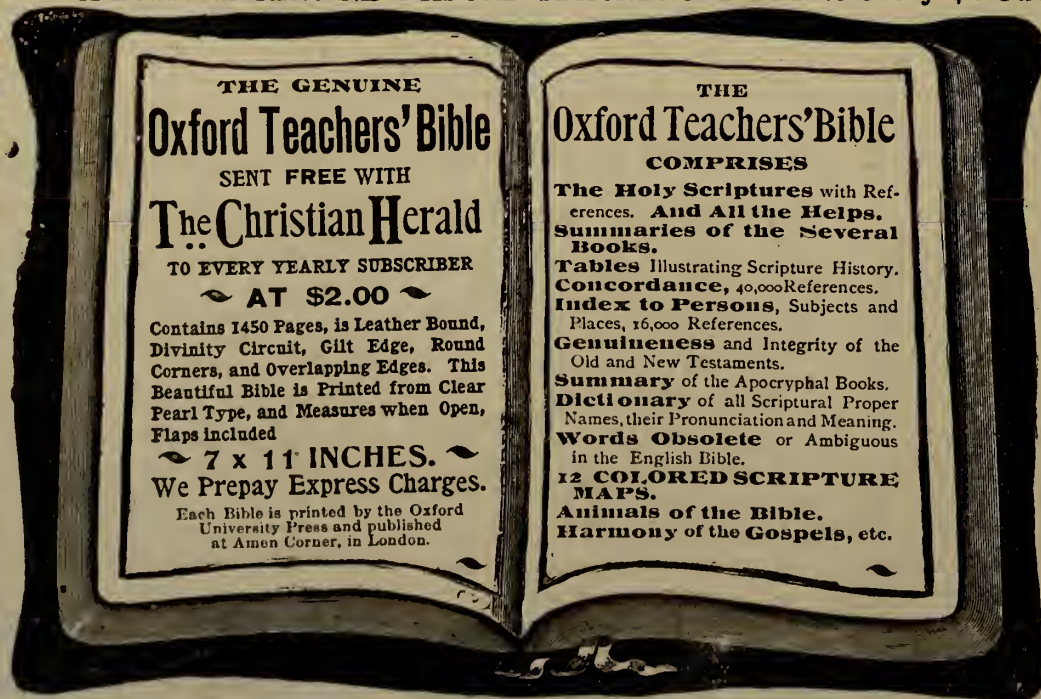 THE GENUINE
Oxford Teachers' Bible
SENT FREE WITH
The Christian Herald
TO EVERY YEARLY SUBSCRIBER
AT $2.00
Contains 1450 Pages, is Leather Bound,
Divinity Circuit, Gilt Edge, Round
Corners, and Overlapping Edges. This
Beautiful Bible is Printed from Clear
Pearl Type, and Measures when Open,
Flaps included
7 x 11 INCHES.
We Prepay Express Charges.
Each Bible is printed by the Oxford
University Press and published
at Amen Corner, in London.
THE
Oxford Teachers' Bible
COMPRISES
The Holy Scriptures with Ref-
erences. And All the Helps.
Summaries of the Several
Books.
Tables Illustrating Scripture History.
Concordance, 40,000 References.
Index to Persons, Subjects and
Places, 16,000 References.
Genuineness and Integrity of the
Old and New Testaments.
Summary of the Apocryphal Books.
Dictionary of all Scriptural Proper
Names, their Pronunciation and Meaning.
Words Obsolete or Ambiguous
in the English Bible.
12 COLORED SCRIPTURE
MAPS.
Animals of the Bible.
Harmony of the Gospels, etc.